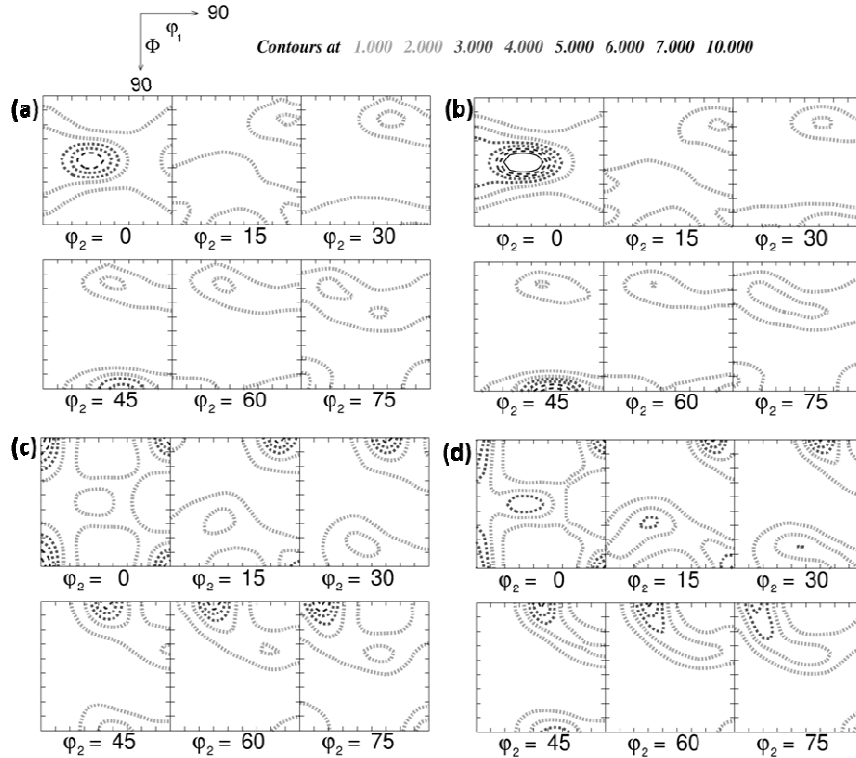 90
φ₁
Φ
90
Contours at 1.000 2.000 3.000 4.000 5.000 6.000 7.000 10.000
(a)
φ₂ = 0 φ₂ = 15 φ₂ = 30
φ₂ = 45 φ₂ = 60 φ₂ = 75
(b)
φ₂ = 0 φ₂ = 15 φ₂ = 30
φ₂ = 45 φ₂ = 60 φ₂ = 75
(c)
φ₂ = 0 φ₂ = 15 φ₂ = 30
φ₂ = 45 φ₂ = 60 φ₂ = 75
(d)
φ₂ = 0 φ₂ = 15 φ₂ = 30
φ₂ = 45 φ₂ = 60 φ₂ = 75